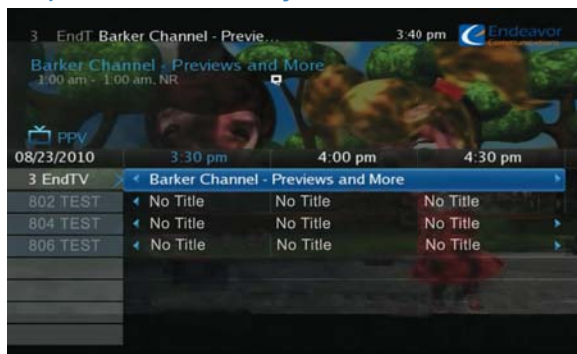 3 EndT Barker Channel - Previe... 3:40 pm Endeavor
Communications
Barker Channel - Previews and More
1:00 am - 1:00 am, NR
PPV
08/23/2010 3:30 pm 4:00 pm 4:30 pm
3 EndTV Barker Channel - Previews and More
802 TEST No Title No Title No Title
804 TEST No Title No Title No Title
806 TEST No Title No Title No Title